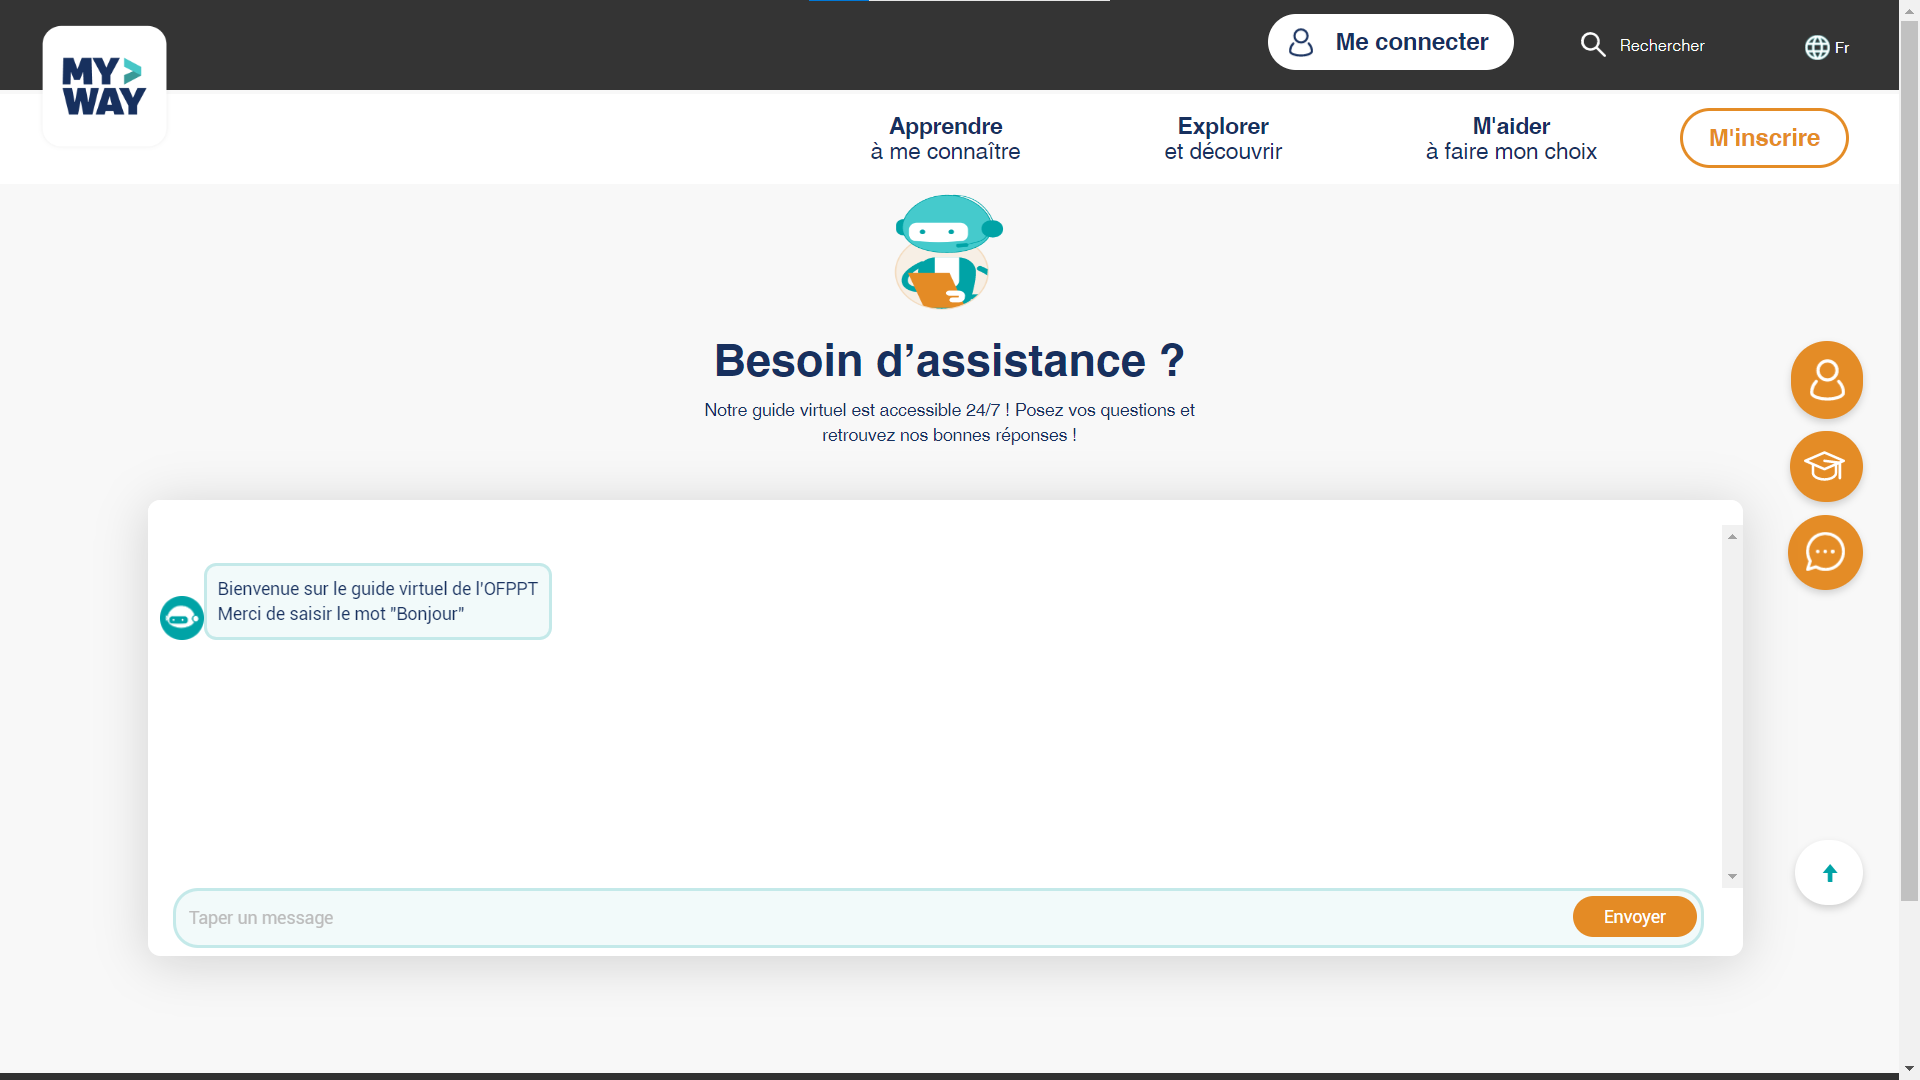 MY
WAY
Me connecter
Rechercher
Fr
Apprendre
à me connaître
Explorer
et découvrir
M'aider
à faire mon choix
M'inscrire
Besoin d’assistance ?
Notre guide virtuel est accessible 24/7 ! Posez vos questions et
retrouvez nos bonnes réponses !
Bienvenue sur le guide virtuel de l'OFPPT
Merci de saisir le mot "Bonjour"
Taper un message
Envoyer